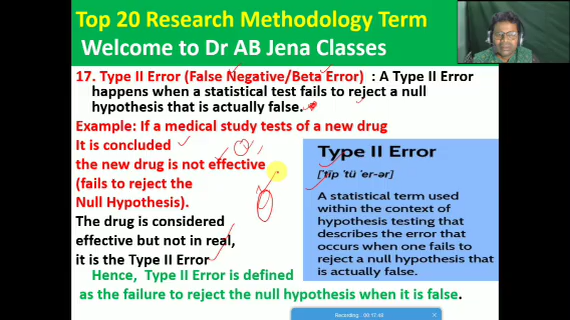 Top 20 Research Methodology Term
Welcome to Dr AB Jena Classes
17. Type II Error (False Negative/Beta Error) : A Type II Error
happens when a statistical test fails to reject a null
hypothesis that is actually false.
Example: If a medical study tests of a new drug
It is concluded
the new drug is not effective
(fails to reject the
Null Hypothesis).
The drug is considered
effective but not in real,
it is the Type II Error
Type II Error
['tīp 'tü 'er-ər]
A statistical term used
within the context of
hypothesis testing that
describes the error that
occurs when one fails to
reject a null hypothesis that
is actually false.
Hence, Type II Error is defined
as the failure to reject the null hypothesis when it is false.
Recording... 00:17:43